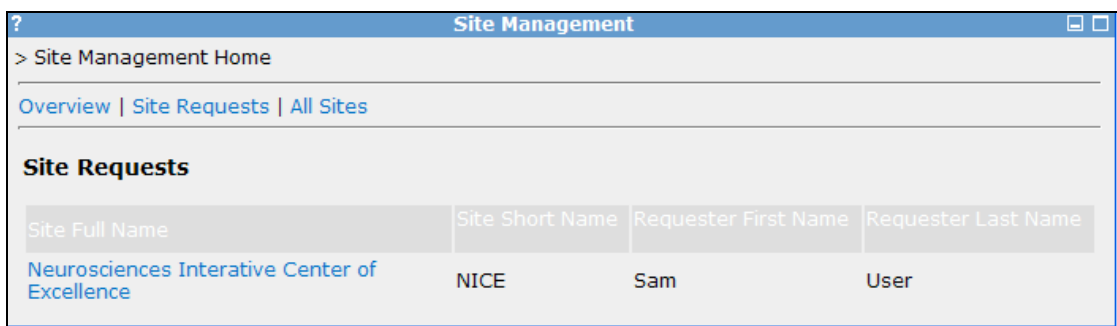 ? Site Management
> Site Management Home
Overview | Site Requests | All Sites
Site Requests
Site Full Name Site Short Name Requester First Name Requester Last Name
Neurosciences Interative Center of
Excellence NICE Sam User